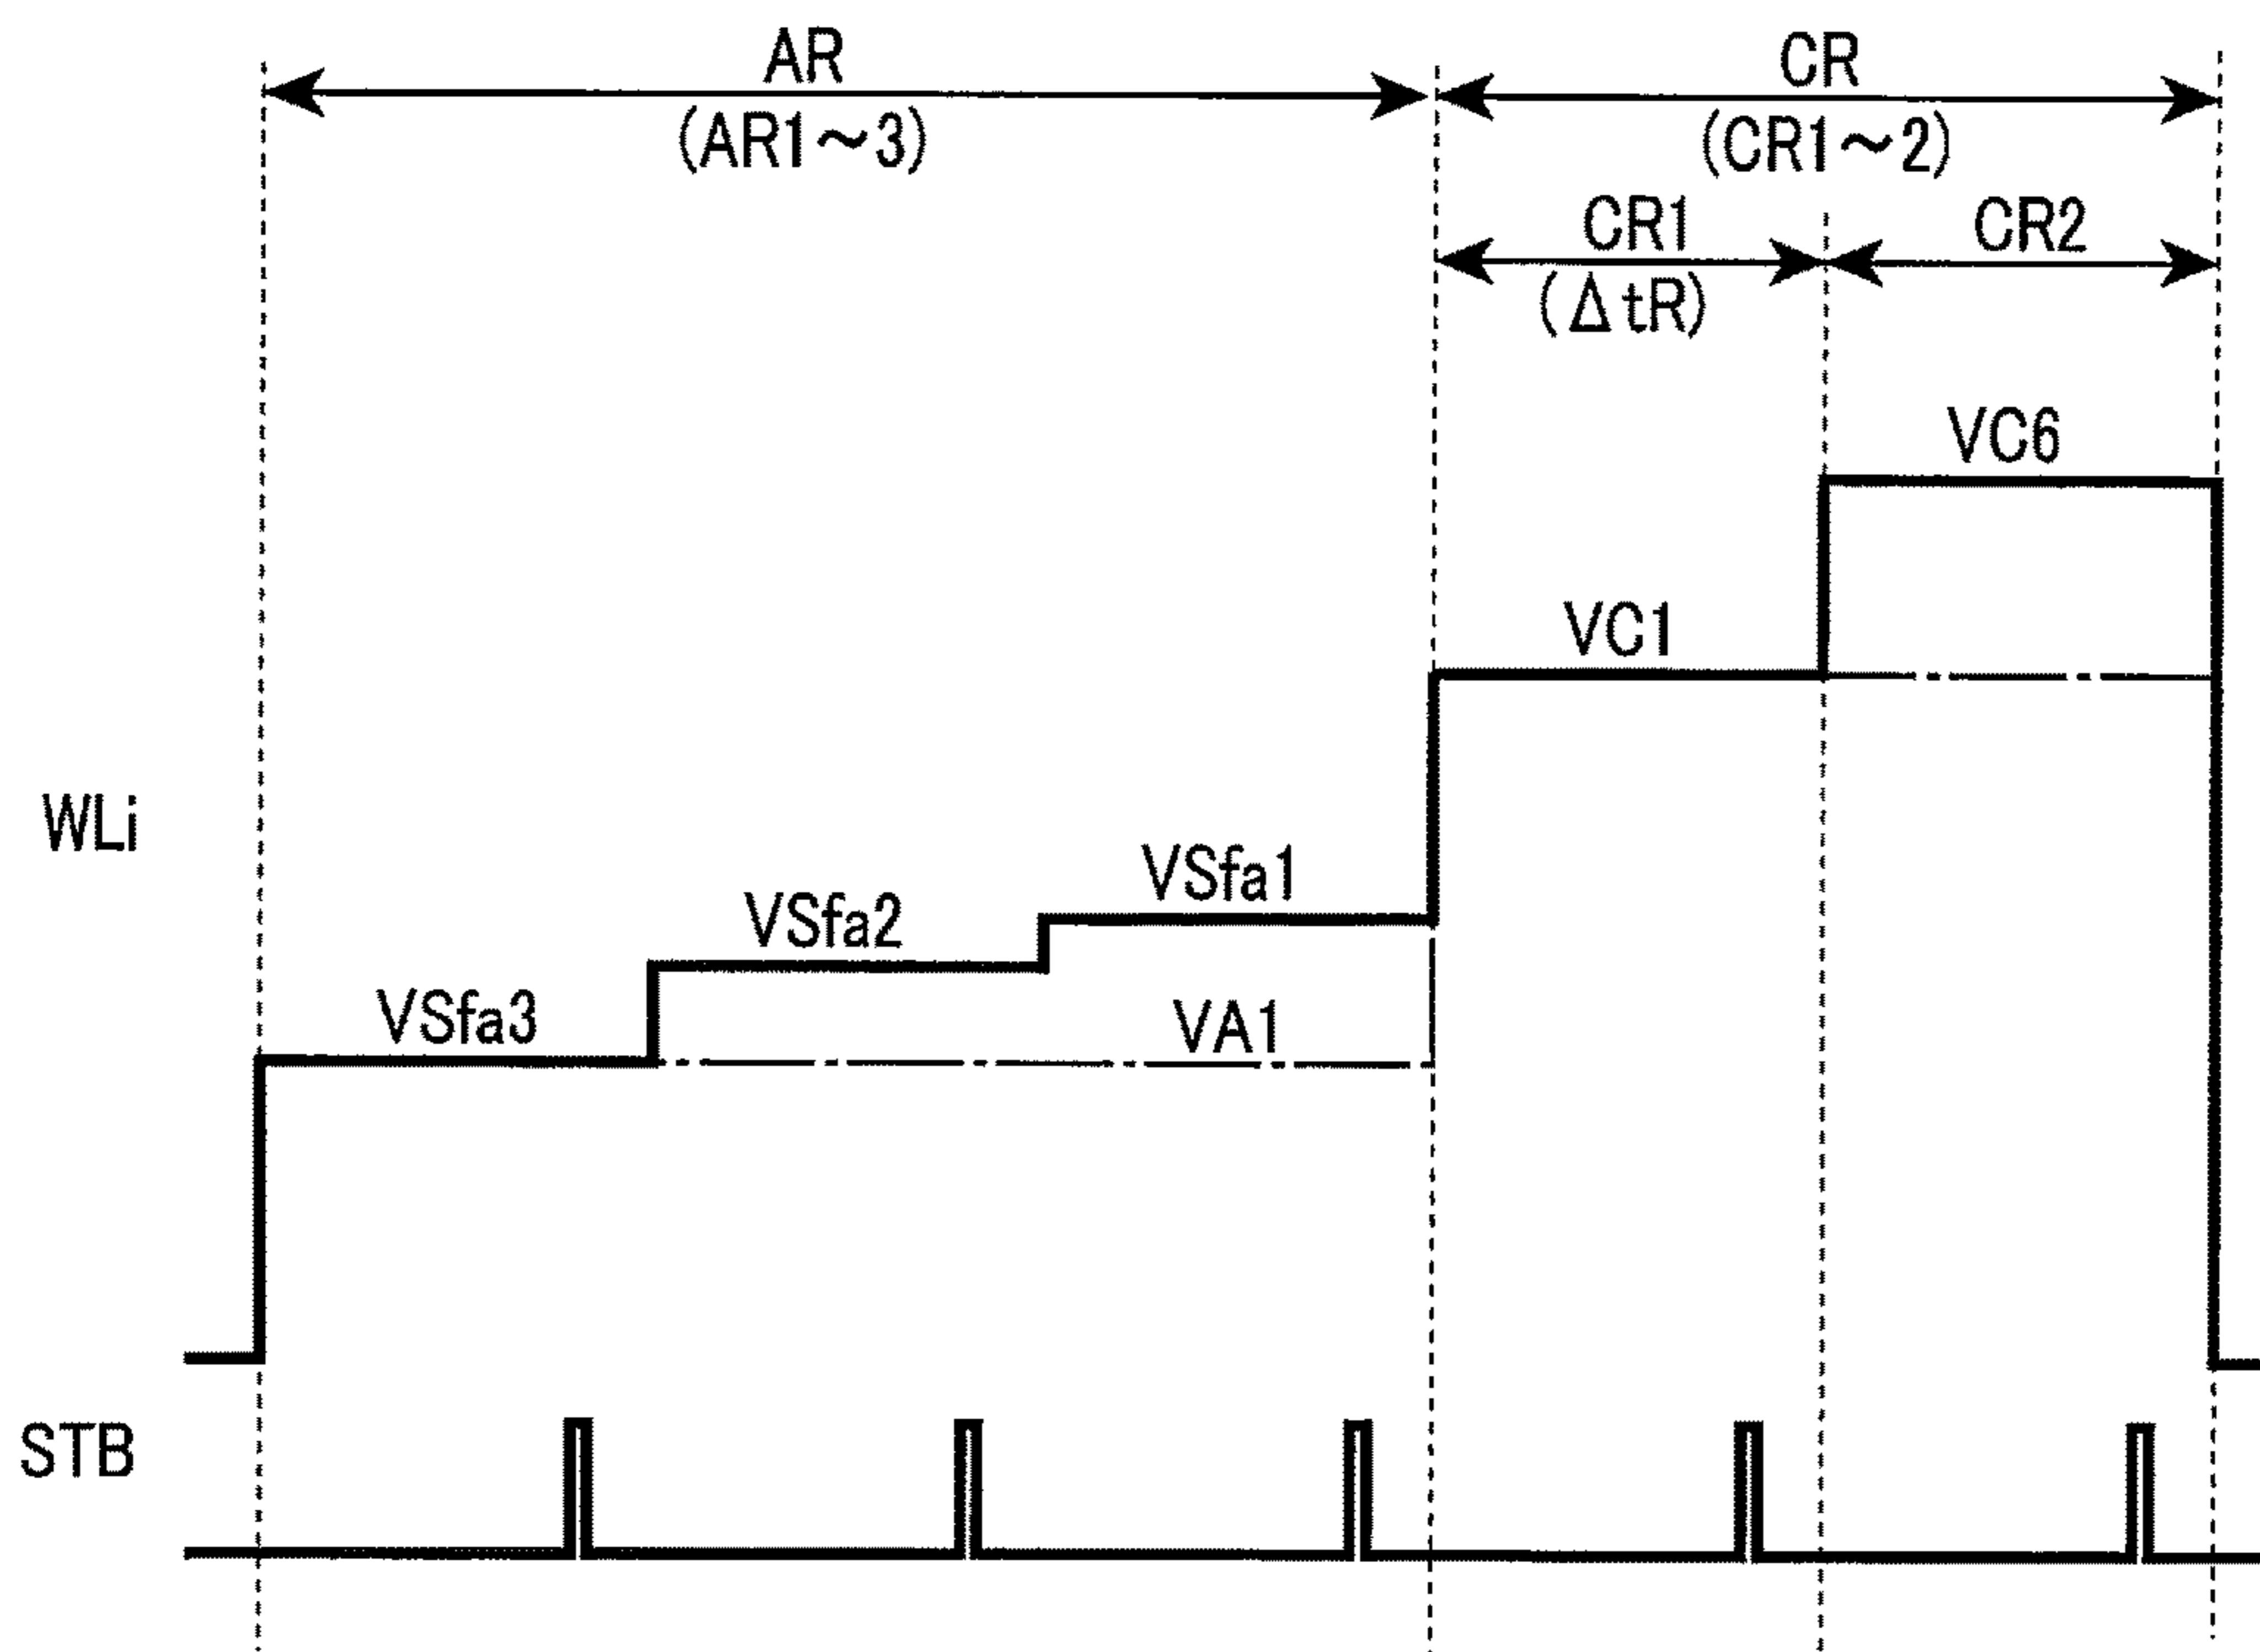 AR
CR
(AR1～3)
(CR1～2)
CR1
CR2
(ΔtR)
VC6
VC1
WLi
VSfa1
VSfa2
VSfa3
VA1
STB